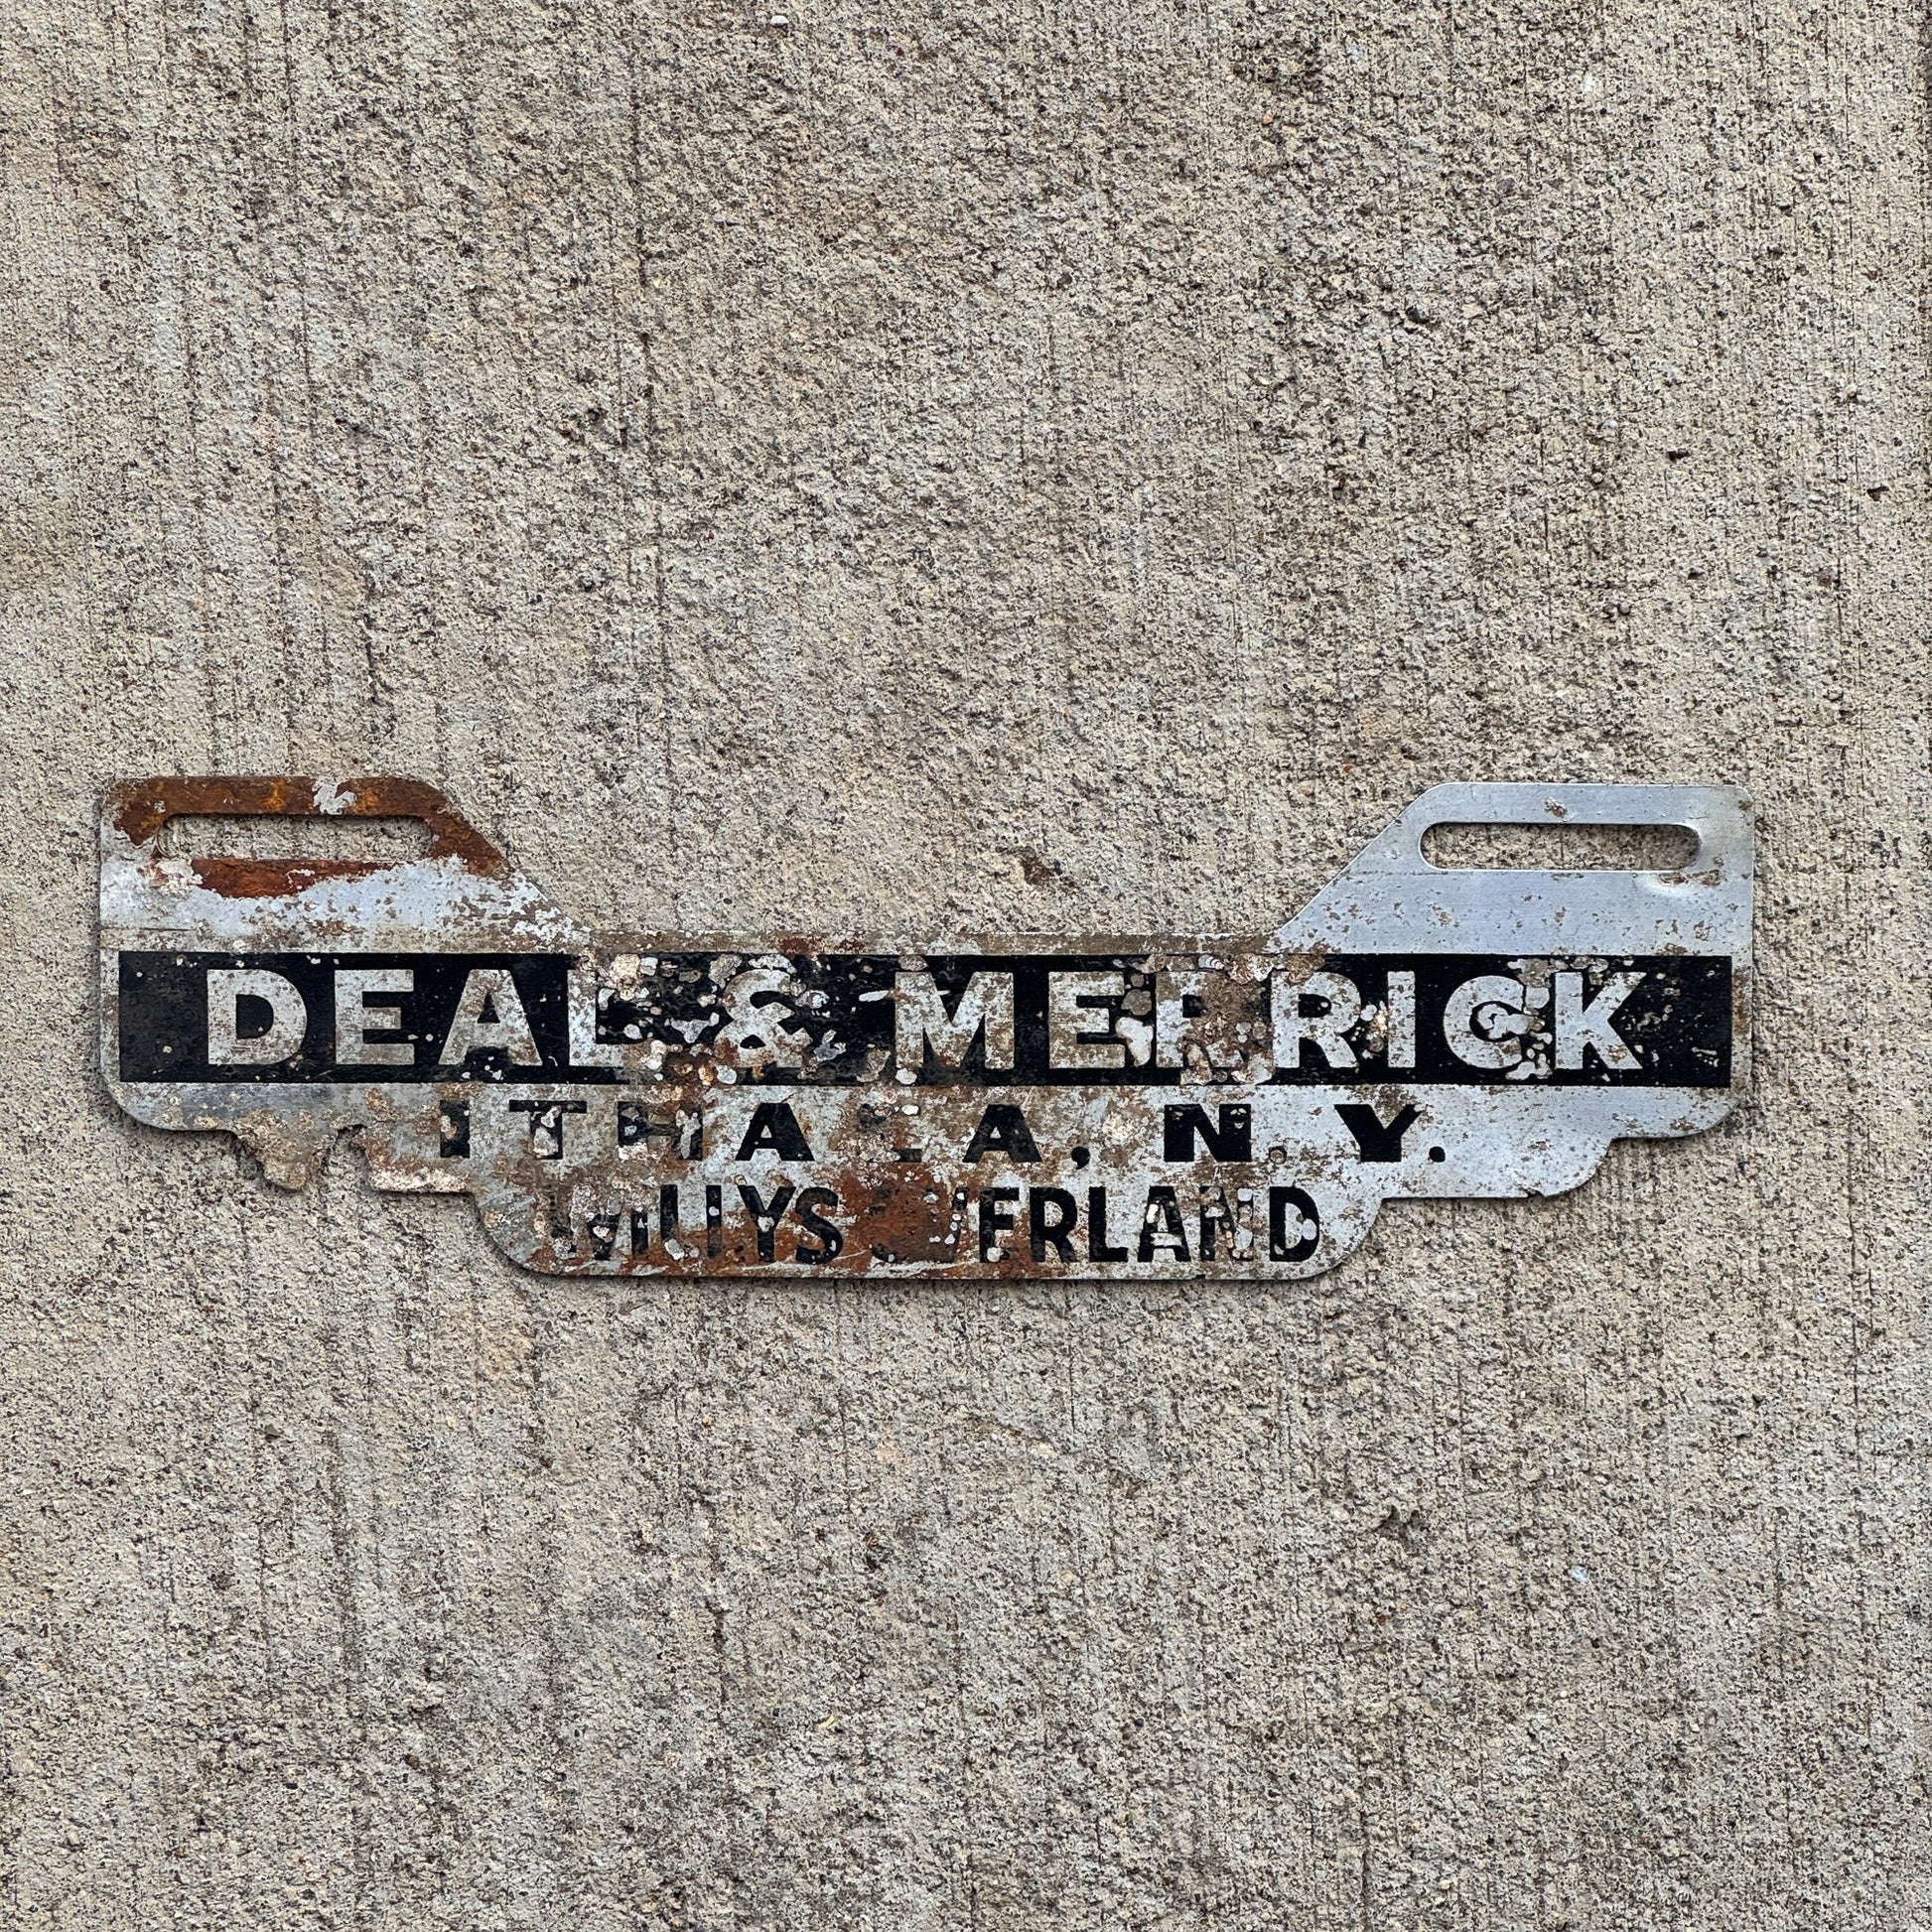 DEAL & MERRICK
ITHACA, N.Y.
WILLYS OVERLAND